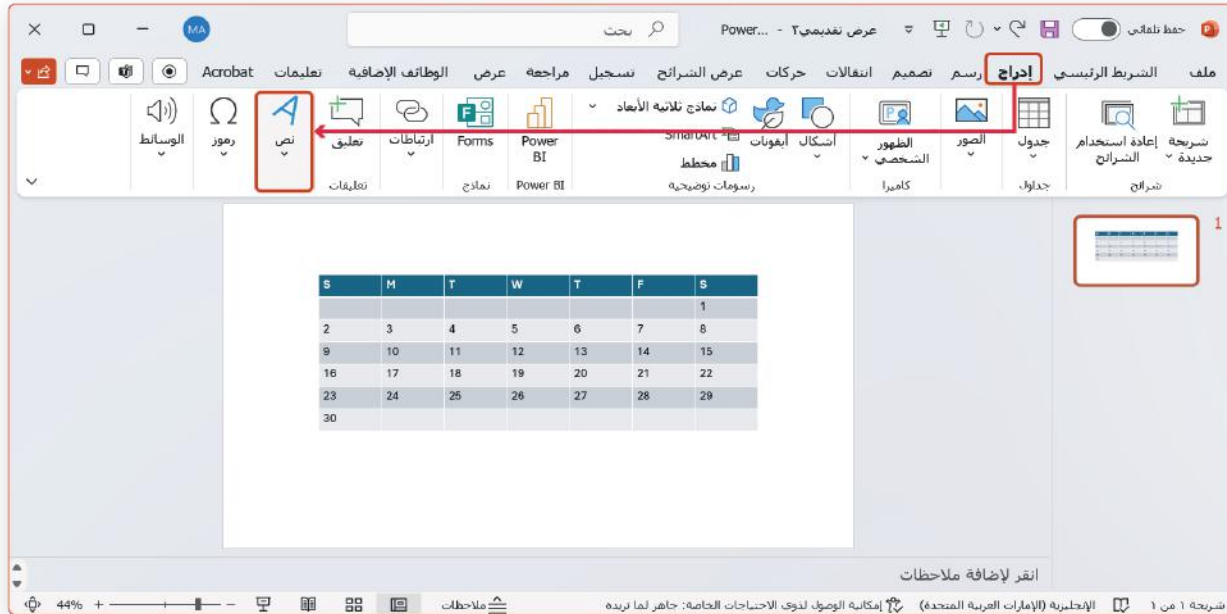 حفظ تلقائي
عرض تقديمي٢ - Power...
بحث
MA
ملف الشريط الرئيسي إدراج رسم تصميم انتقالات حركات عرض الشرائح تسجيل مراجعة عرض الوظائف الإضافية تعليمات Acrobat
شريحة جديدة
إعادة استخدام الشرائح
جدول
الصور
الظهور الشخصي
أشكال
أيقونات
نماذج ثلاثية الأبعاد
SmartArt
مخطط
Power BI
Forms
ارتباطات
تعليق
نص
رموز
الوسائط
شرائح جداول كاميرا رسومات توضيحية Power BI نماذج تعليقات
1
S M T W T F S
1
2 3 4 5 6 7 8
9 10 11 12 13 14 15
16 17 18 19 20 21 22
23 24 25 26 27 28 29
30
انقر لإضافة ملاحظات
شريحة ١ من ١ الإنجليزية (الإمارات العربية المتحدة) إمكانية الوصول لذوي الاحتياجات الخاصة: جاهز لما تريده ملاحظات 44%